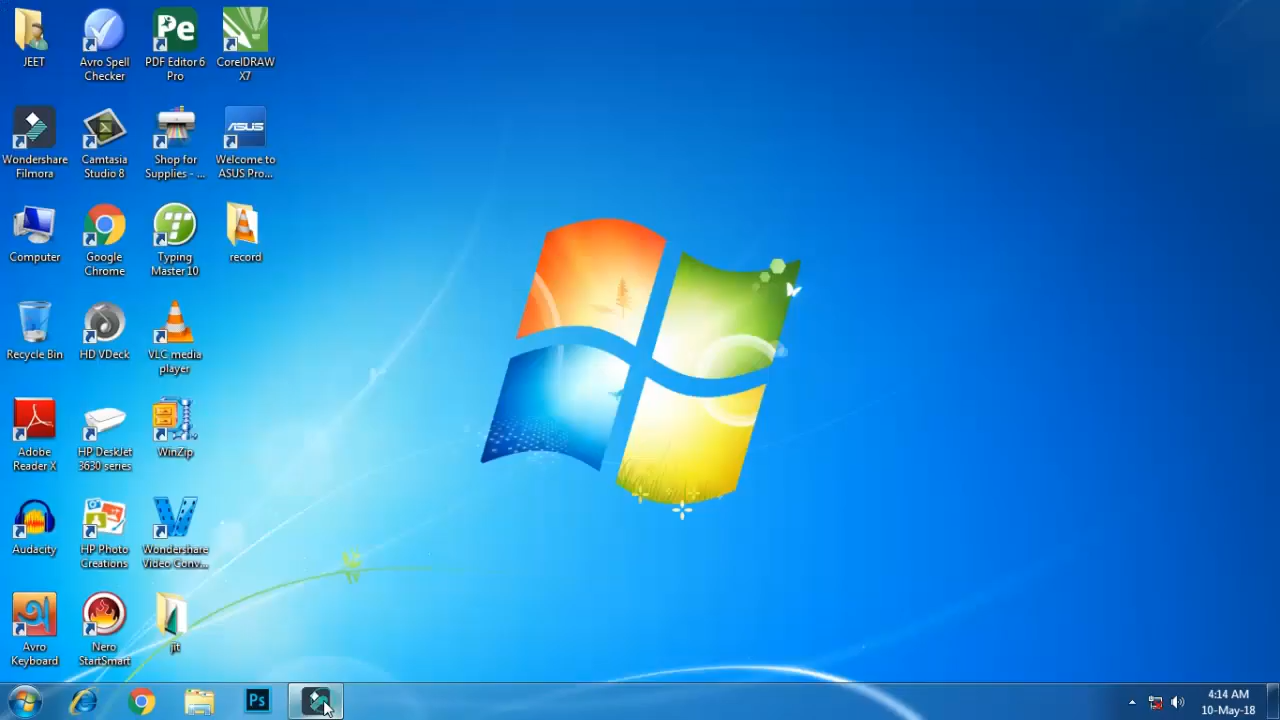 JEET
Avro Spell
Checker
Pe
PDF Editor 6
Pro
CorelDRAW
X7
Wondershare
Filmora
Camtasia
Studio 8
Shop for
Supplies - ...
ASUS
Welcome to
ASUS Pro...
Computer
Google
Chrome
Typing
Master 10
record
Recycle Bin
HD VDeck
VLC media
player
Adobe
Reader X
HP DeskJet
3630 series
WinZip
Audacity
HP Photo
Creations
Wondershare
Video Conv...
Avro
Keyboard
Nero
StartSmart
jit
Ps
4:14 AM
10-May-18